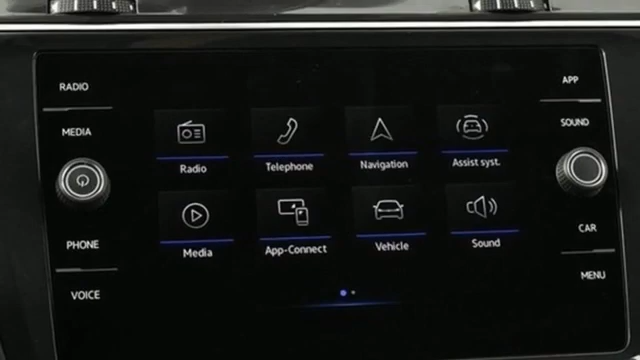 RADIO
MEDIA
PHONE
VOICE
Radio
Telephone
Navigation
Assist syst.
Media
App-Connect
Vehicle
Sound
APP
SOUND
CAR
MENU